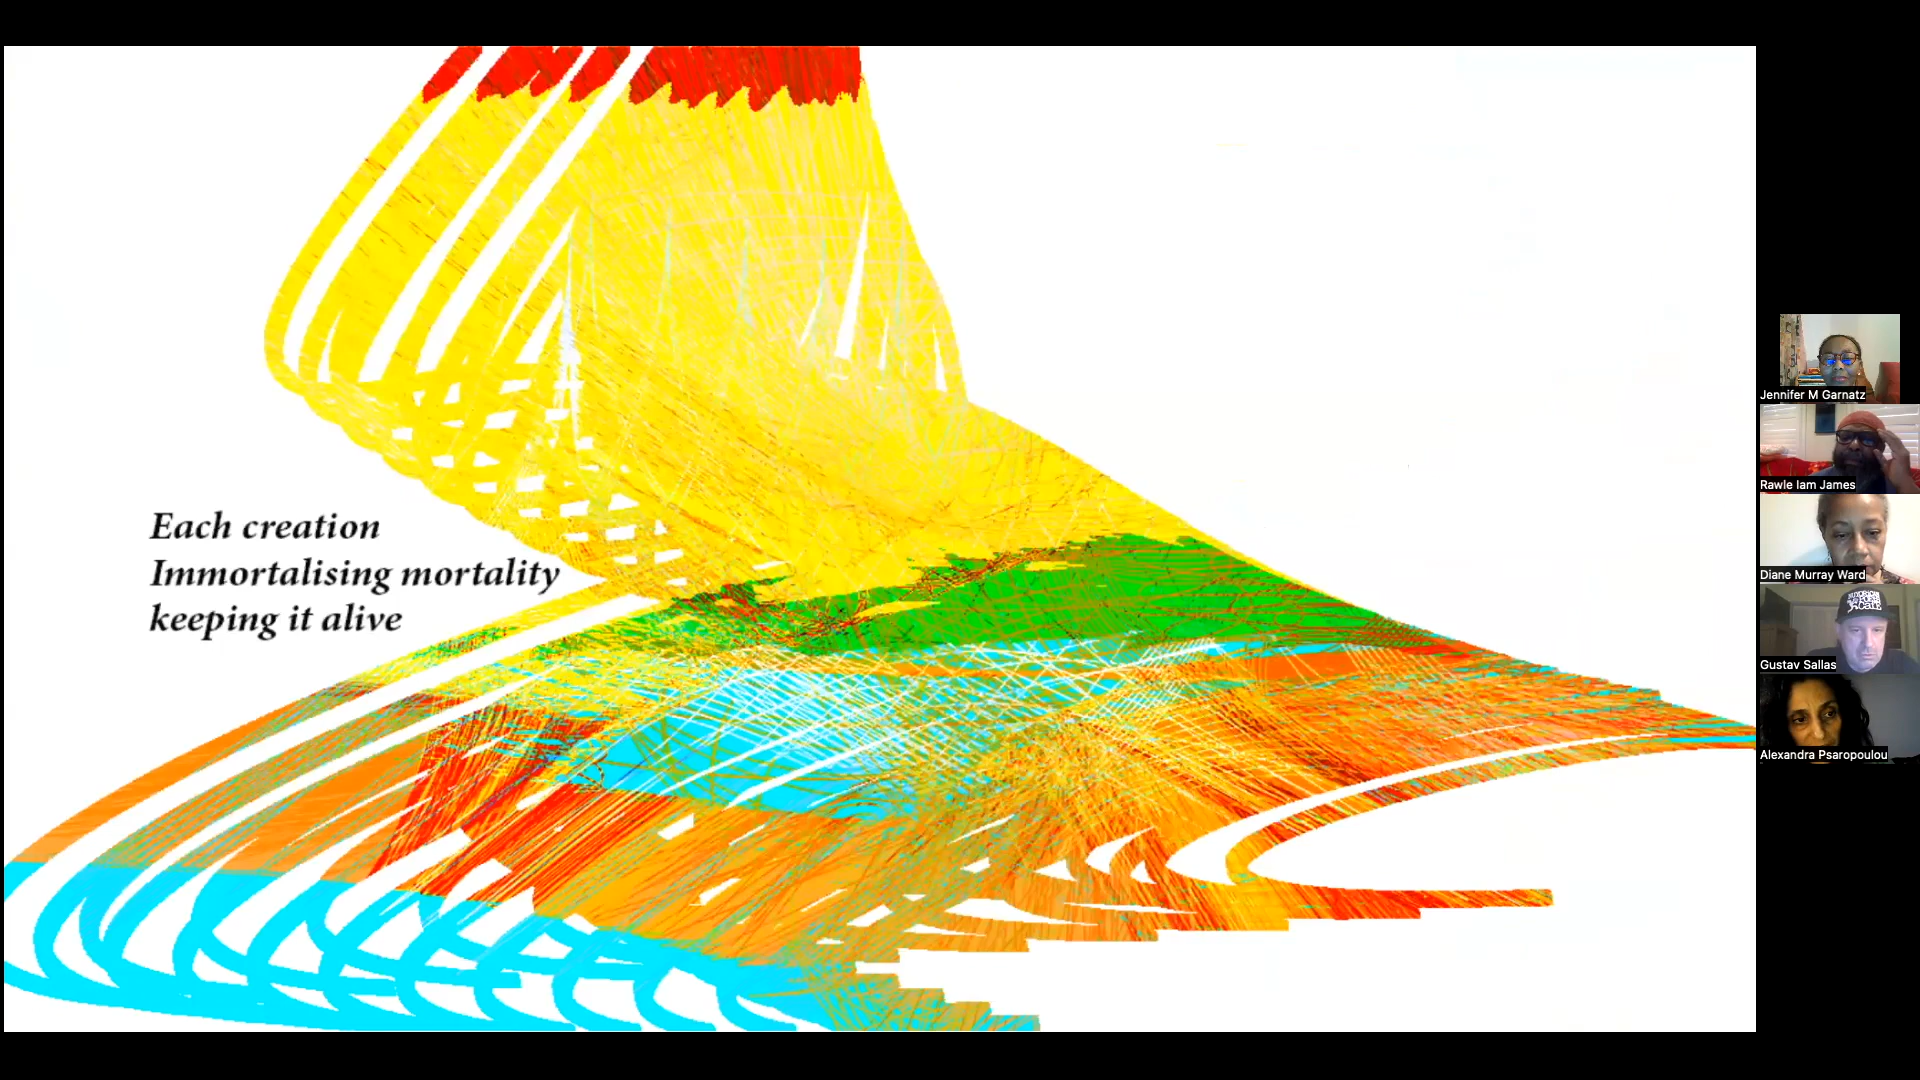 Each creation
Immortalising mortality
keeping it alive
Jennifer M Garnatz
Rawle Iam James
Diane Murray Ward
Gustav Sallas
Alexandra Psaropoulou